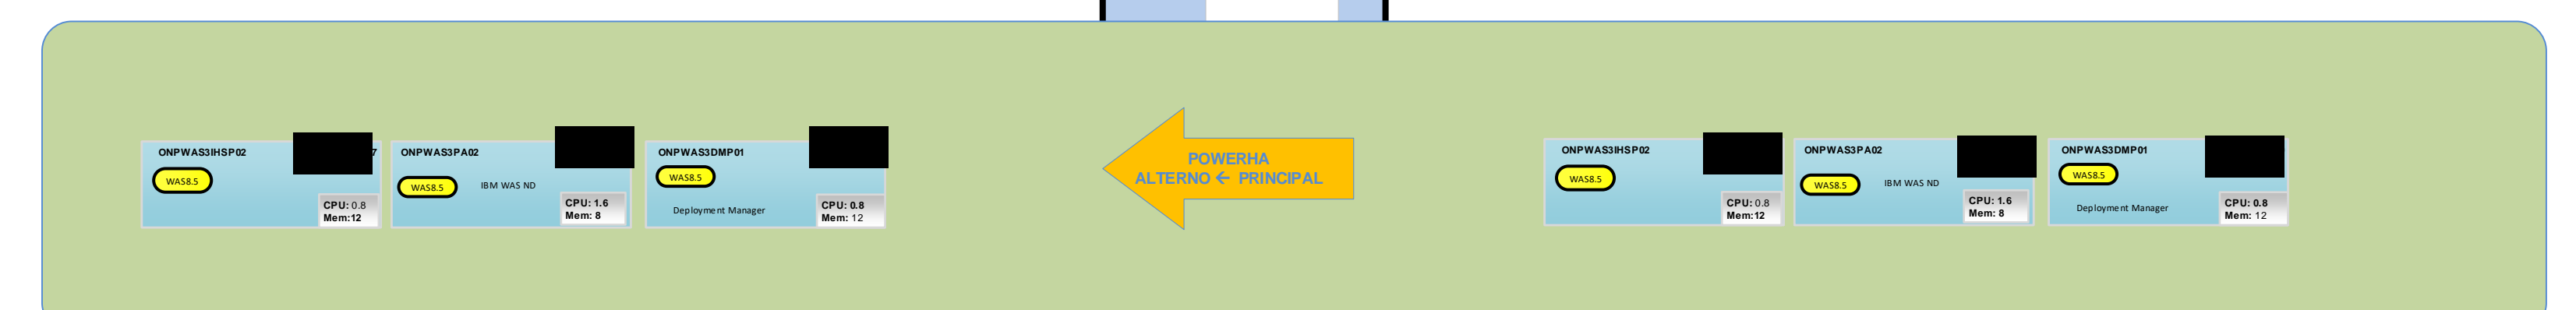 ONPWAS3IHSP02
7
WAS8.5
CPU: 0.8
Mem:12
ONPWAS3PA02
WAS8.5
IBM WAS ND
CPU: 1.6
Mem: 8
ONPWAS3DMP01
WAS8.5
Deployment Manager
CPU: 0.8
Mem: 12
POWERHA
ALTERNO ← PRINCIPAL
ONPWAS3IHSP02
WAS8.5
CPU: 0.8
Mem:12
ONPWAS3PA02
WAS8.5
IBM WAS ND
CPU: 1.6
Mem: 8
ONPWAS3DMP01
WAS8.5
Deployment Manager
CPU: 0.8
Mem: 12